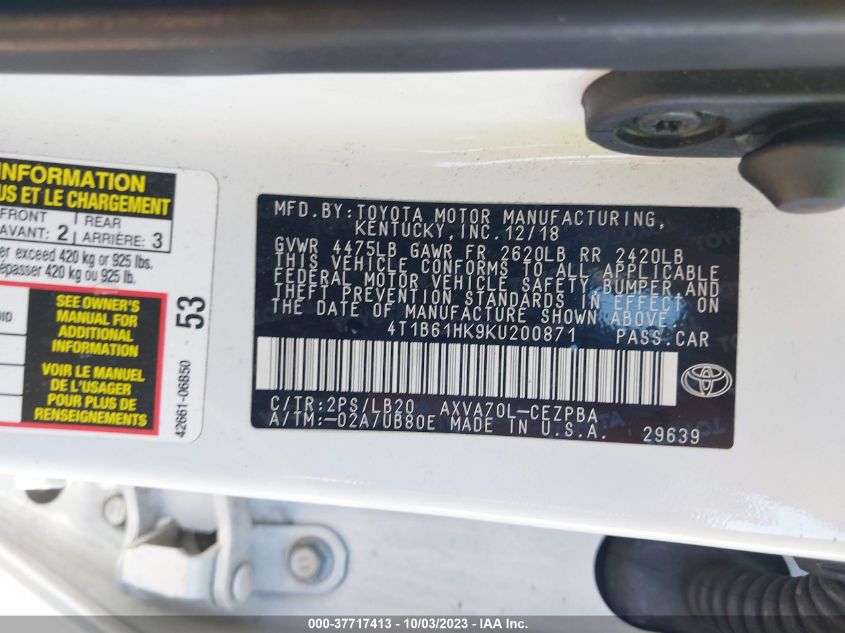 INFORMATION
US ET LE CHARGEMENT
FRONT
AVANT: 2
REAR
ARRIÈRE: 3
er exceed 420 kg or 925 lbs.
dépasser 420 kg ou 925 lb.
SEE OWNER'S
MANUAL FOR
ADDITIONAL
INFORMATION
VOIR LE MANUEL
DE L'USAGER
POUR PLUS DE
RENSEIGNEMENTS
53
42661-06B50
MFD.BY:TOYOTA MOTOR MANUFACTURING,
KENTUCKY,INC.12/18
GVWR 4475LB GAWR FR 2620LB RR 2420LB
THIS VEHICLE CONFORMS TO ALL APPLICABLE
FEDERAL MOTOR VEHICLE SAFETY BUMPER AND
THEFT PREVENTION STANDARDS IN EFFECT ON
THE DATE OF MANUFACTURE SHOWN ABOVE.
4T1B61HK9KU200871 PASS.CAR
C/TR:2PS/LB20 AXVA70L-CEZPBA
A/TM:-02A/UB80E MADE IN U.S.A. 29639
000-37717413 - 10/03/2023 - IAA Inc.